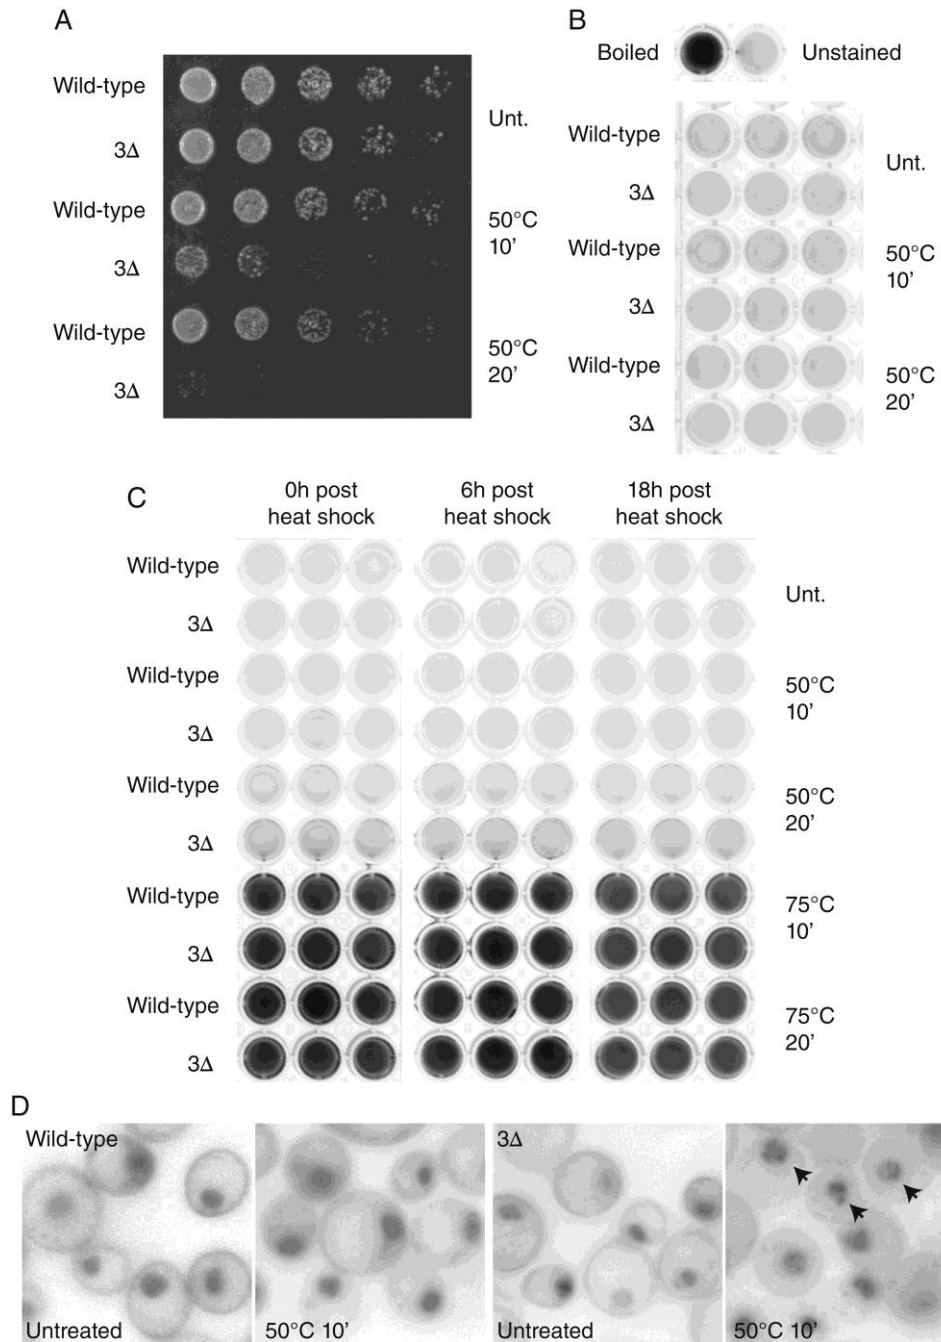 A
Wild-type
3Δ
Wild-type
3Δ
Wild-type
3Δ
Unt.
50°C
10'
50°C
20'
B
Boiled
Unstained
Wild-type
3Δ
Wild-type
3Δ
Wild-type
3Δ
Unt.
50°C
10'
50°C
20'
C
0h post
heat shock
6h post
heat shock
18h post
heat shock
Wild-type
3Δ
Wild-type
3Δ
Wild-type
3Δ
Wild-type
3Δ
Wild-type
3Δ
Unt.
50°C
10'
50°C
20'
75°C
10'
75°C
20'
D
Wild-type
3Δ
Untreated
50°C 10'
Untreated
50°C 10'